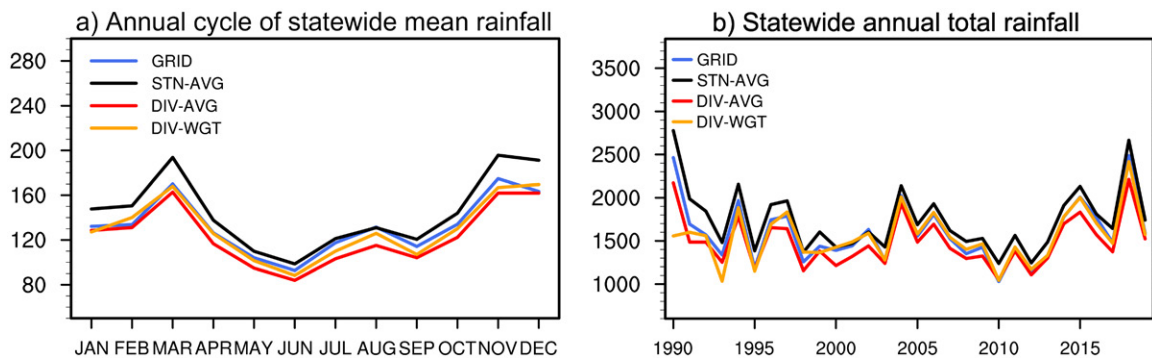 a) Annual cycle of statewide mean rainfall
280
240
200
160
120
80
GRID
STN-AVG
DIV-AVG
DIV-WGT
JAN FEB MAR APR MAY JUN JUL AUG SEP OCT NOV DEC
b) Statewide annual total rainfall
3500
3000
2500
2000
1500
1000
GRID
STN-AVG
DIV-AVG
DIV-WGT
1990 1995 2000 2005 2010 2015